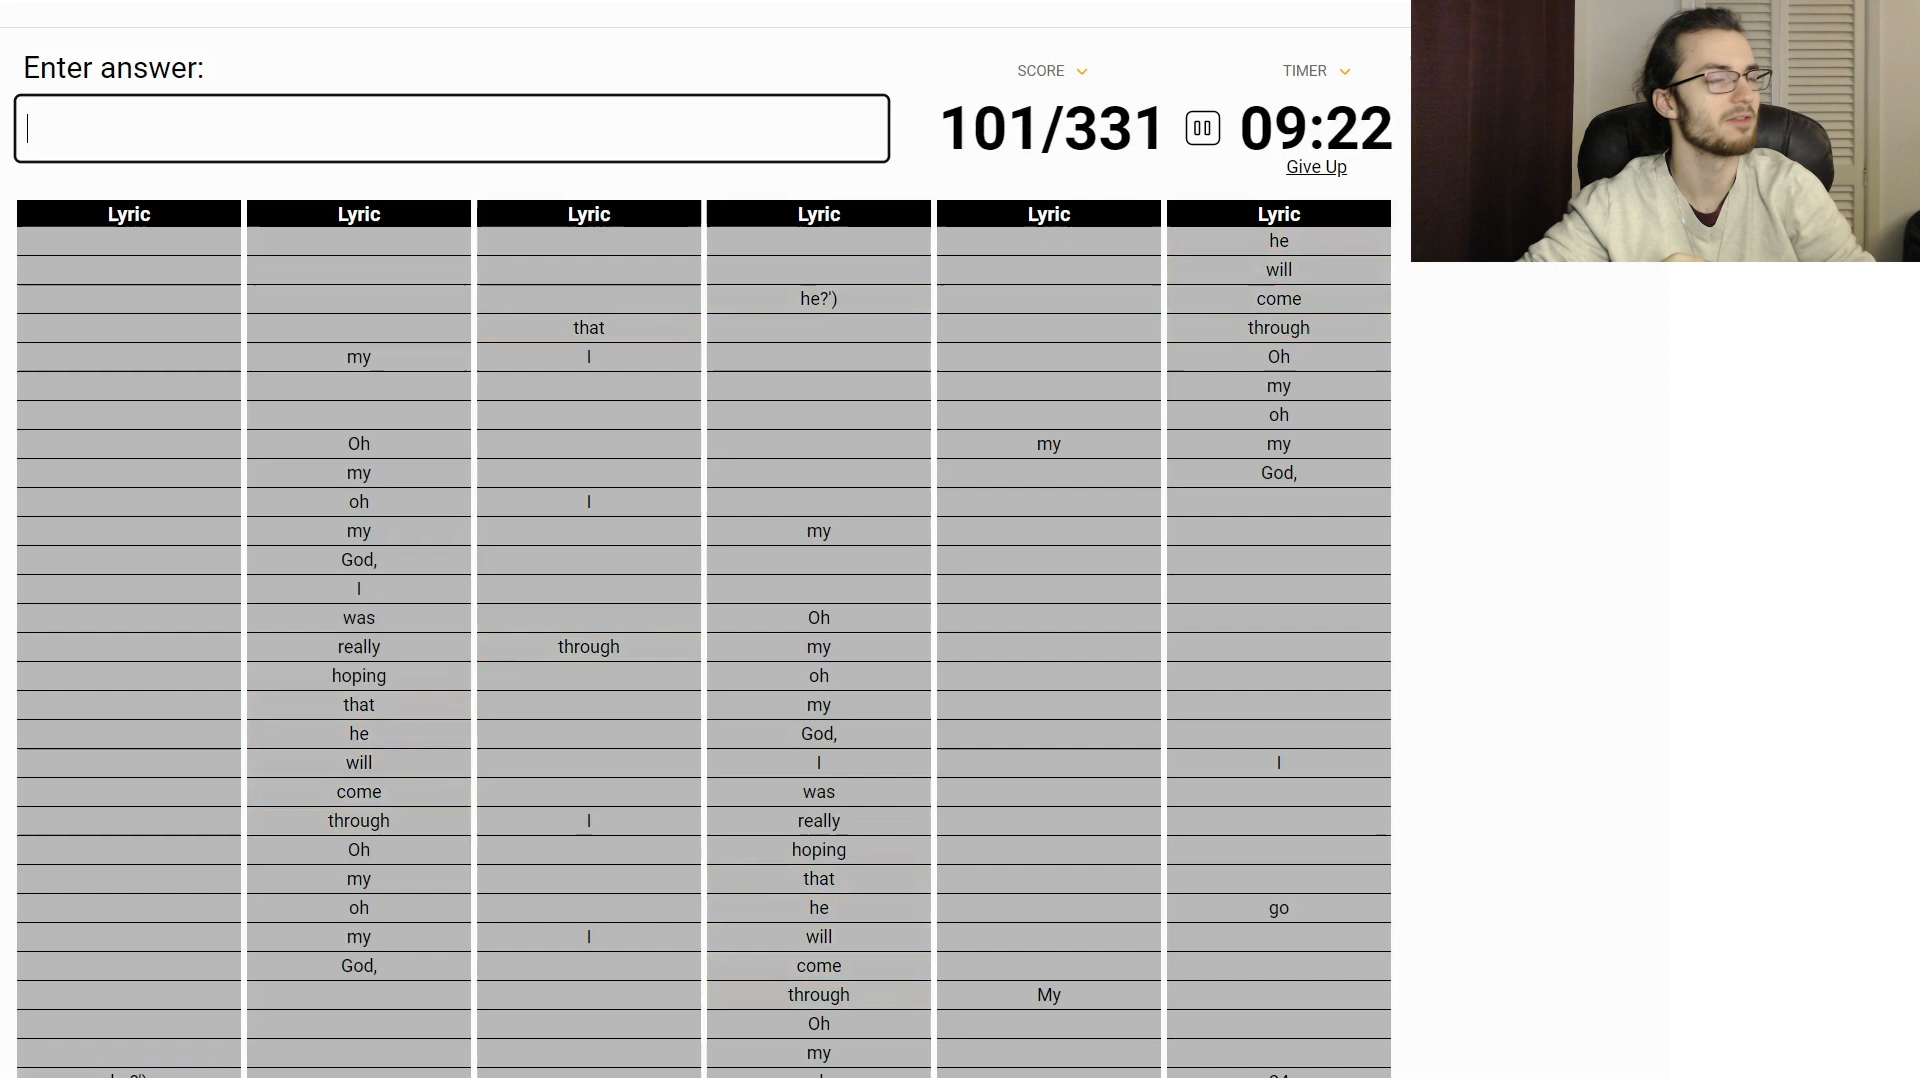 Enter answer:
SCORE
TIMER
101/331
09:22
Give Up
Lyric Lyric Lyric Lyric Lyric Lyric
he
will
he?') come
that through
my I Oh
my
oh
Oh my my
my God,
oh I
my my
God,
I
was Oh
really through my
hoping oh
that my
he God,
will I I
come was
through I really
Oh hoping
my that
oh he go
my I will
God, come
through My
Oh
my